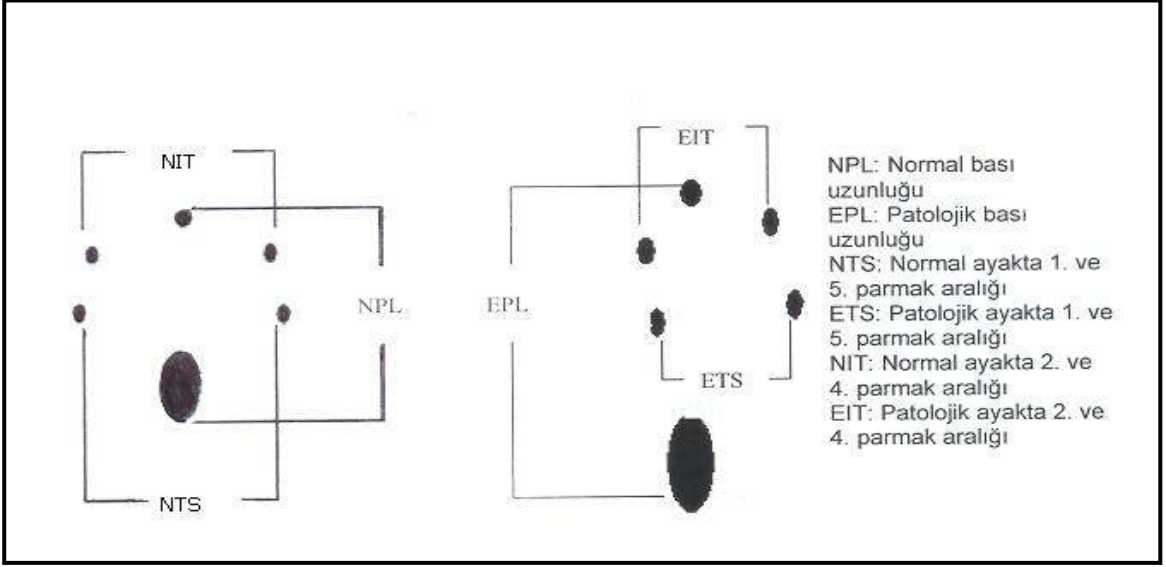 NIT
NPL
NTS
EIT
EPL
ETS
NPL: Normal bası
uzunluğu
EPL: Patolojik bası
uzunluğu
NTS: Normal ayakta 1. ve
5. parmak aralığı
ETS: Patolojik ayakta 1. ve
5. parmak aralığı
NIT: Normal ayakta 2. ve
4. parmak aralığı
EIT: Patolojik ayakta 2. ve
4. parmak aralığı